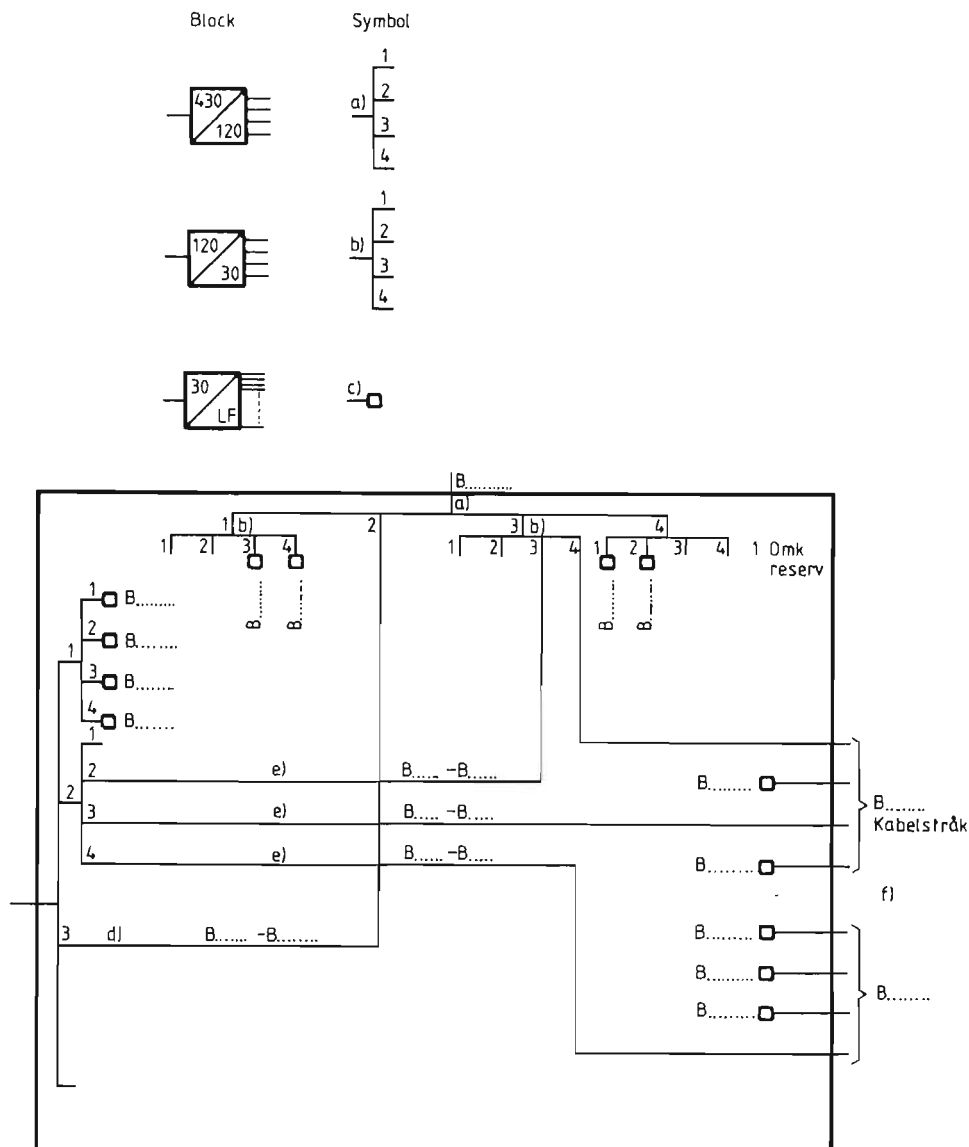 Block Symbol
430
120
a)
1
2
3
4
120
30
b)
1
2
3
4
30
LF
c)
B..........
a)
1 b) 2 3 b) 4
1 2 3 4 1 2 3 4 1 2 3 4 1 Omk
reserv
B......... B......... B......... B.........
1 B.........
2 B.........
1
3 B........
4 B........
1
2 e) B...... -B.......
B.........
2
B.........
3 e) B...... -B......
Kabelstråk
4 e) B....... -B......
B.........
f)
3 d) B....... -B.........
B..........
B..........
B.........
B..........